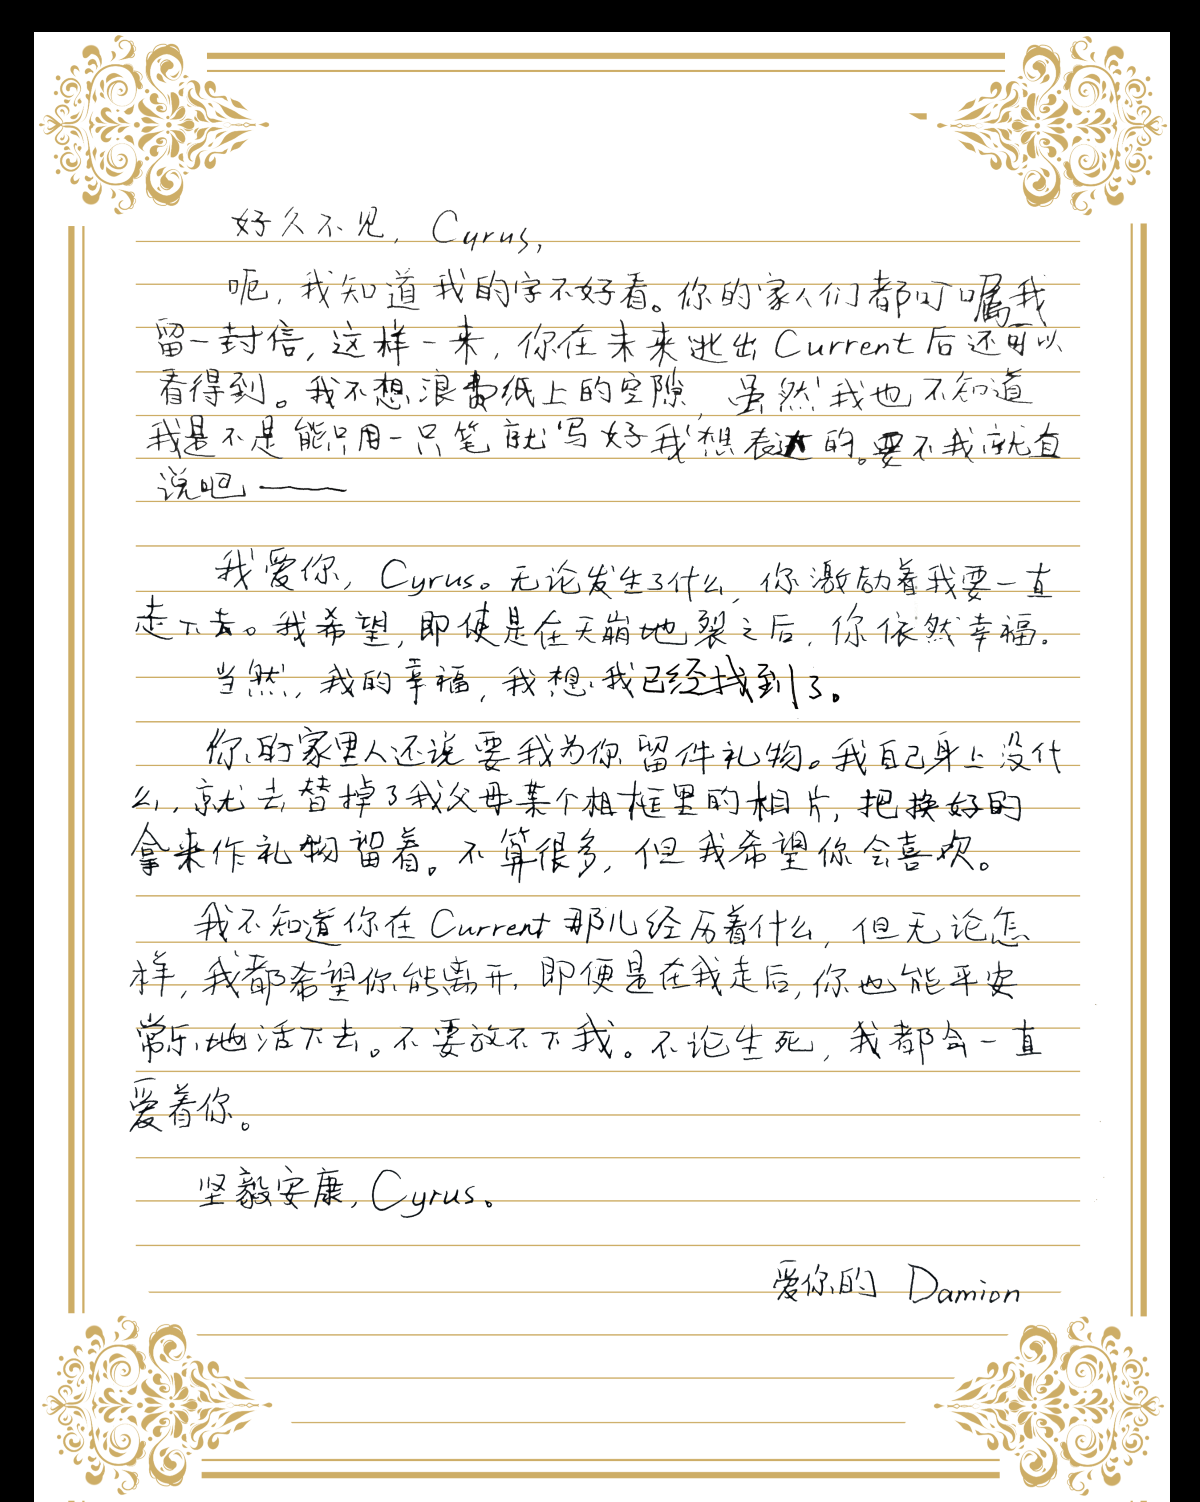 好久不见，Cyrus，
呃，我知道我的字不好看。你的家人们都叮嘱我
留一封信，这样一来，你在未来逃出Current后还可以
看得到。我不想浪费纸上的空隙，虽然我也不知道
我是不是能只用一只笔就写好我想表达的。要不我就直
说吧——
我爱你，Cyrus。无论发生了什么，你激励着我要一直
走下去。我希望，即使是在天崩地裂之后，你依然幸福。
当然，我的幸福，我想，我已经找到了。
你的家里人还说要我为你留件礼物。我自己身上没什
么，就去替掉了我父母某个相框里的相片，把换好的
拿来作礼物留着。不算很多，但我希望你会喜欢。
我不知道你在Current那儿经历着什么，但无论怎
样，我都希望你能离开，即便是在我走后，你也能平安
常乐地活下去。不要放不下我。不论生死，我都会一直
爱着你。
坚毅安康，Cyrus。
爱你的 Damion